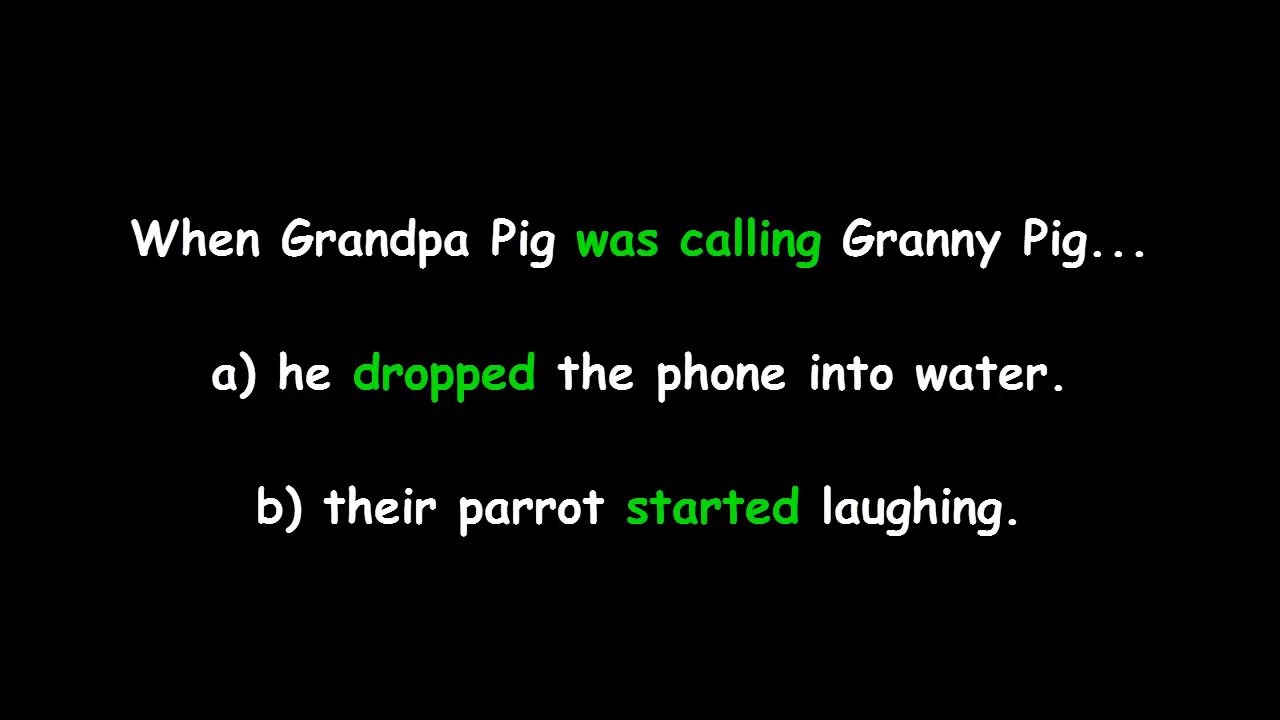 When Grandpa Pig was calling Granny Pig...
a) he dropped the phone into water.
b) their parrot started laughing.